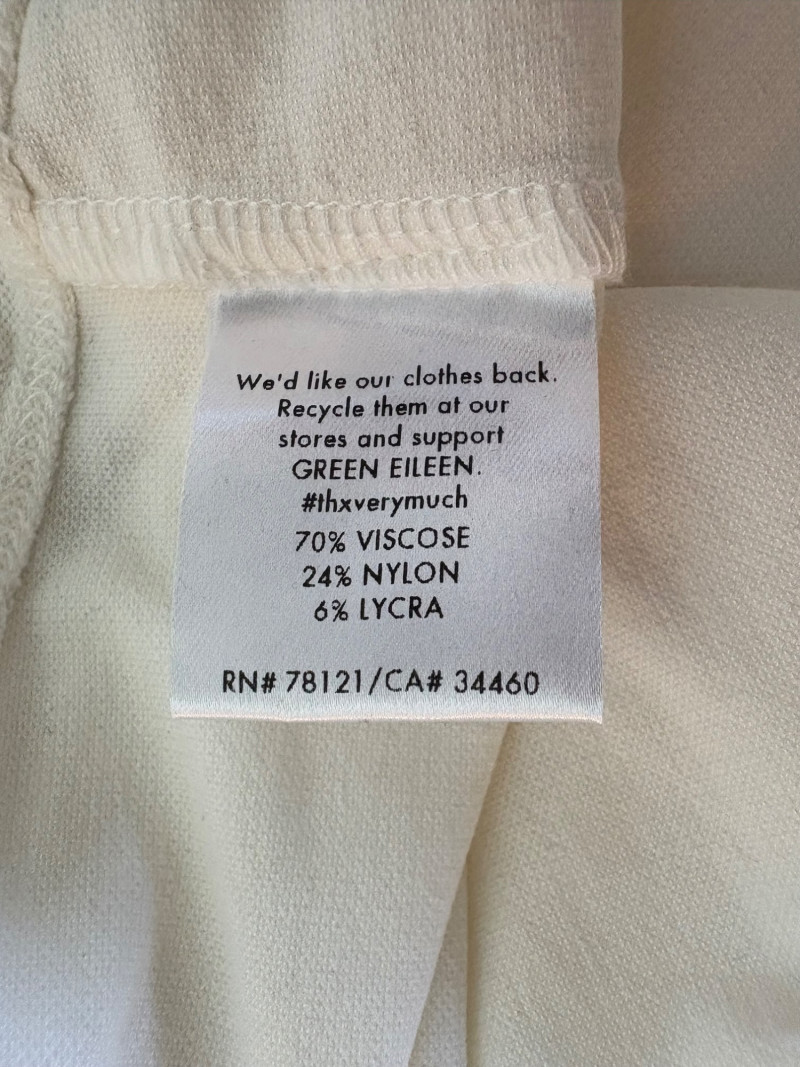 We'd like our clothes back.
Recycle them at our
stores and support
GREEN EILEEN.
#thxverymuch
70% VISCOSE
24% NYLON
6% LYCRA
RN# 78121/CA# 34460